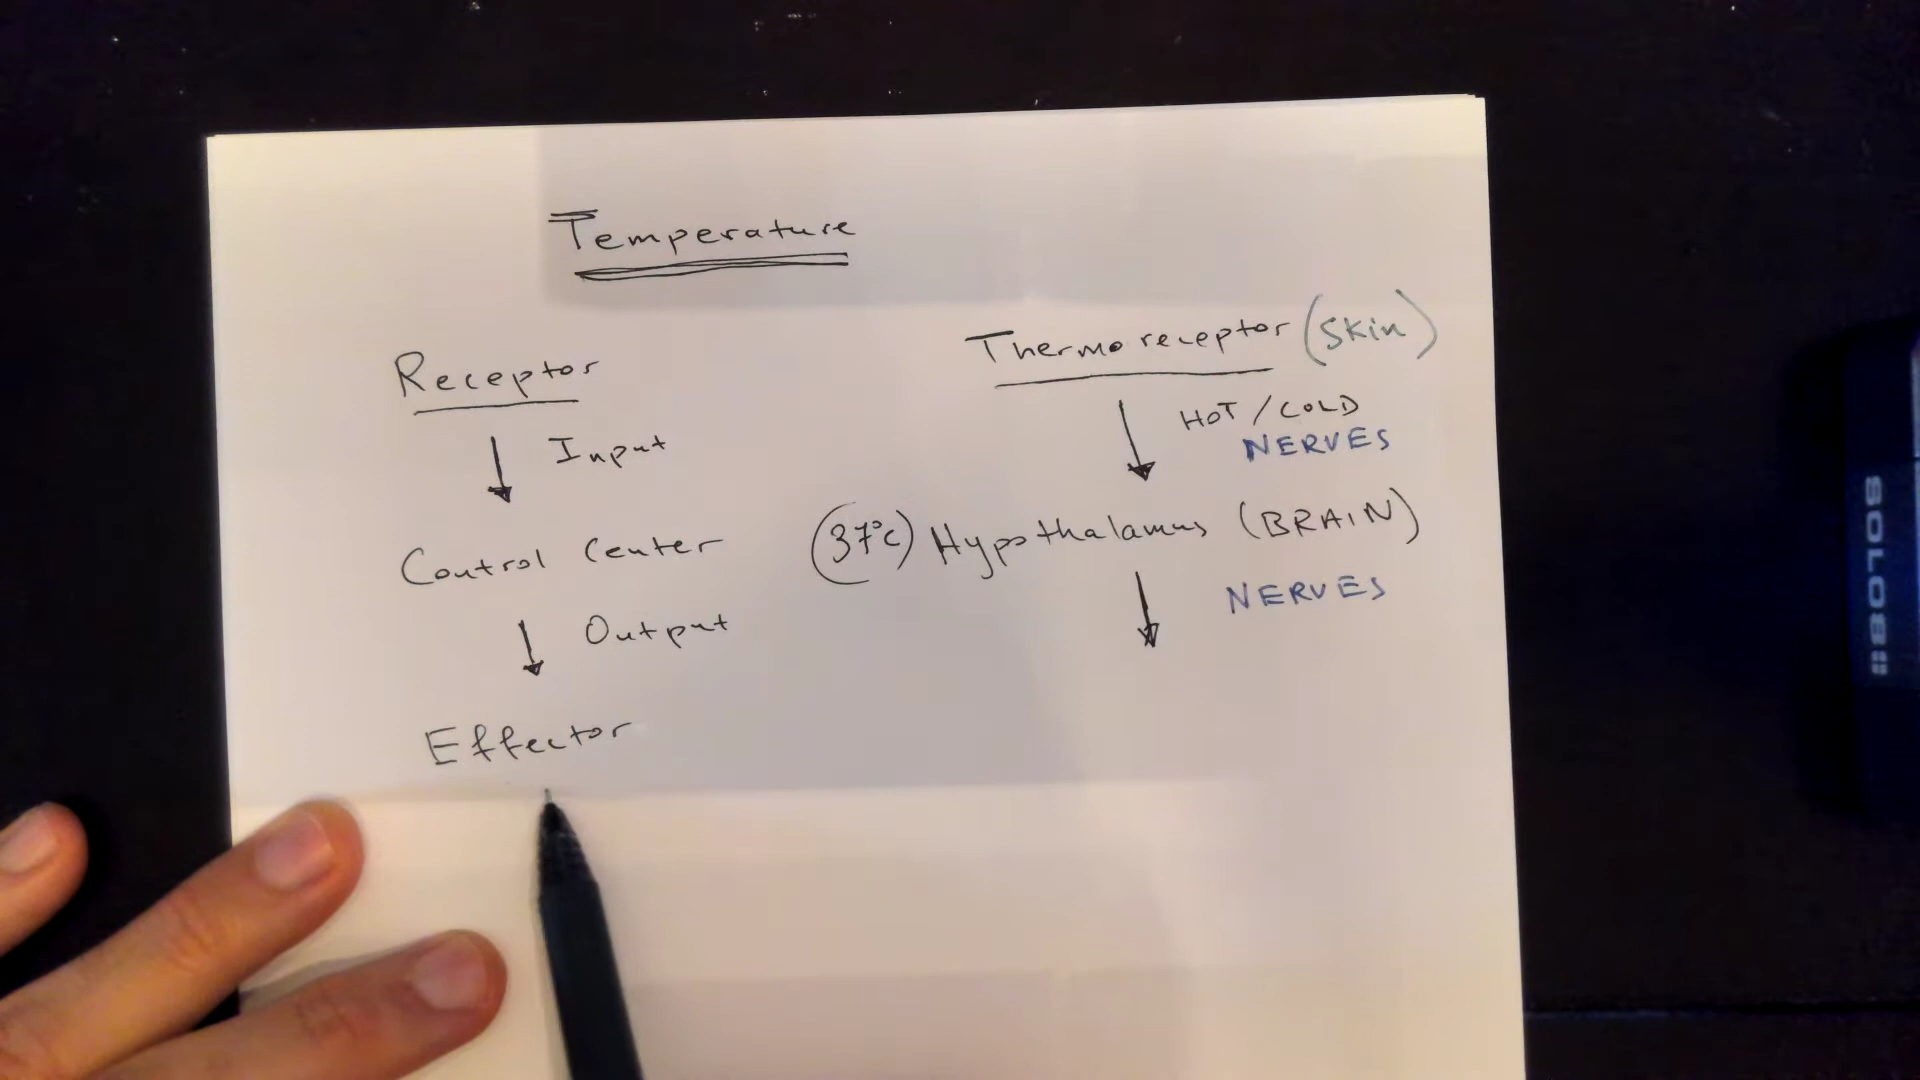 Temperature
Receptor
Input
Control Center
Output
Effector
Thermoreceptor (Skin)
HOT / COLD
NERVES
(37°C) Hypothalamus (BRAIN)
NERVES